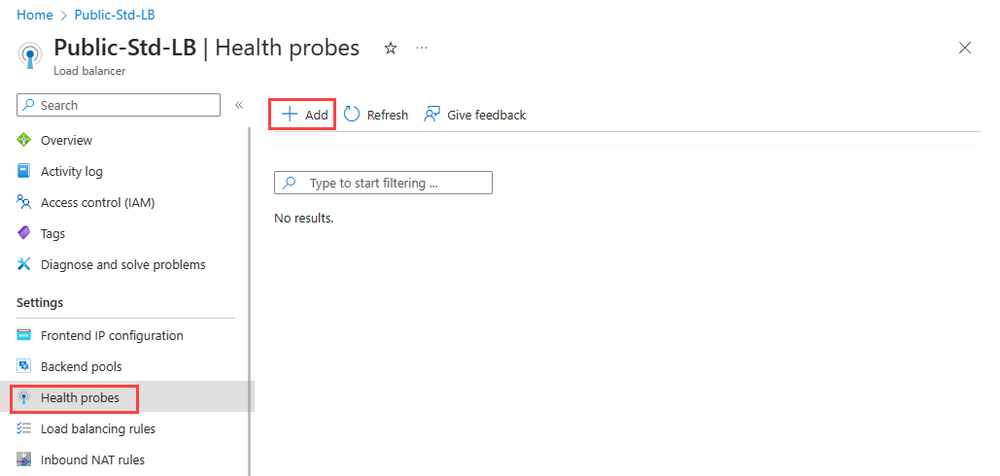 Home > Public-Std-LB
Public-Std-LB | Health probes ☆ ···
Load balancer
Search «
Add Refresh Give feedback
Overview
Activity log
Access control (IAM)
Tags
Diagnose and solve problems
Type to start filtering ...
No results.
Settings
Frontend IP configuration
Backend pools
Health probes
Load balancing rules
Inbound NAT rules